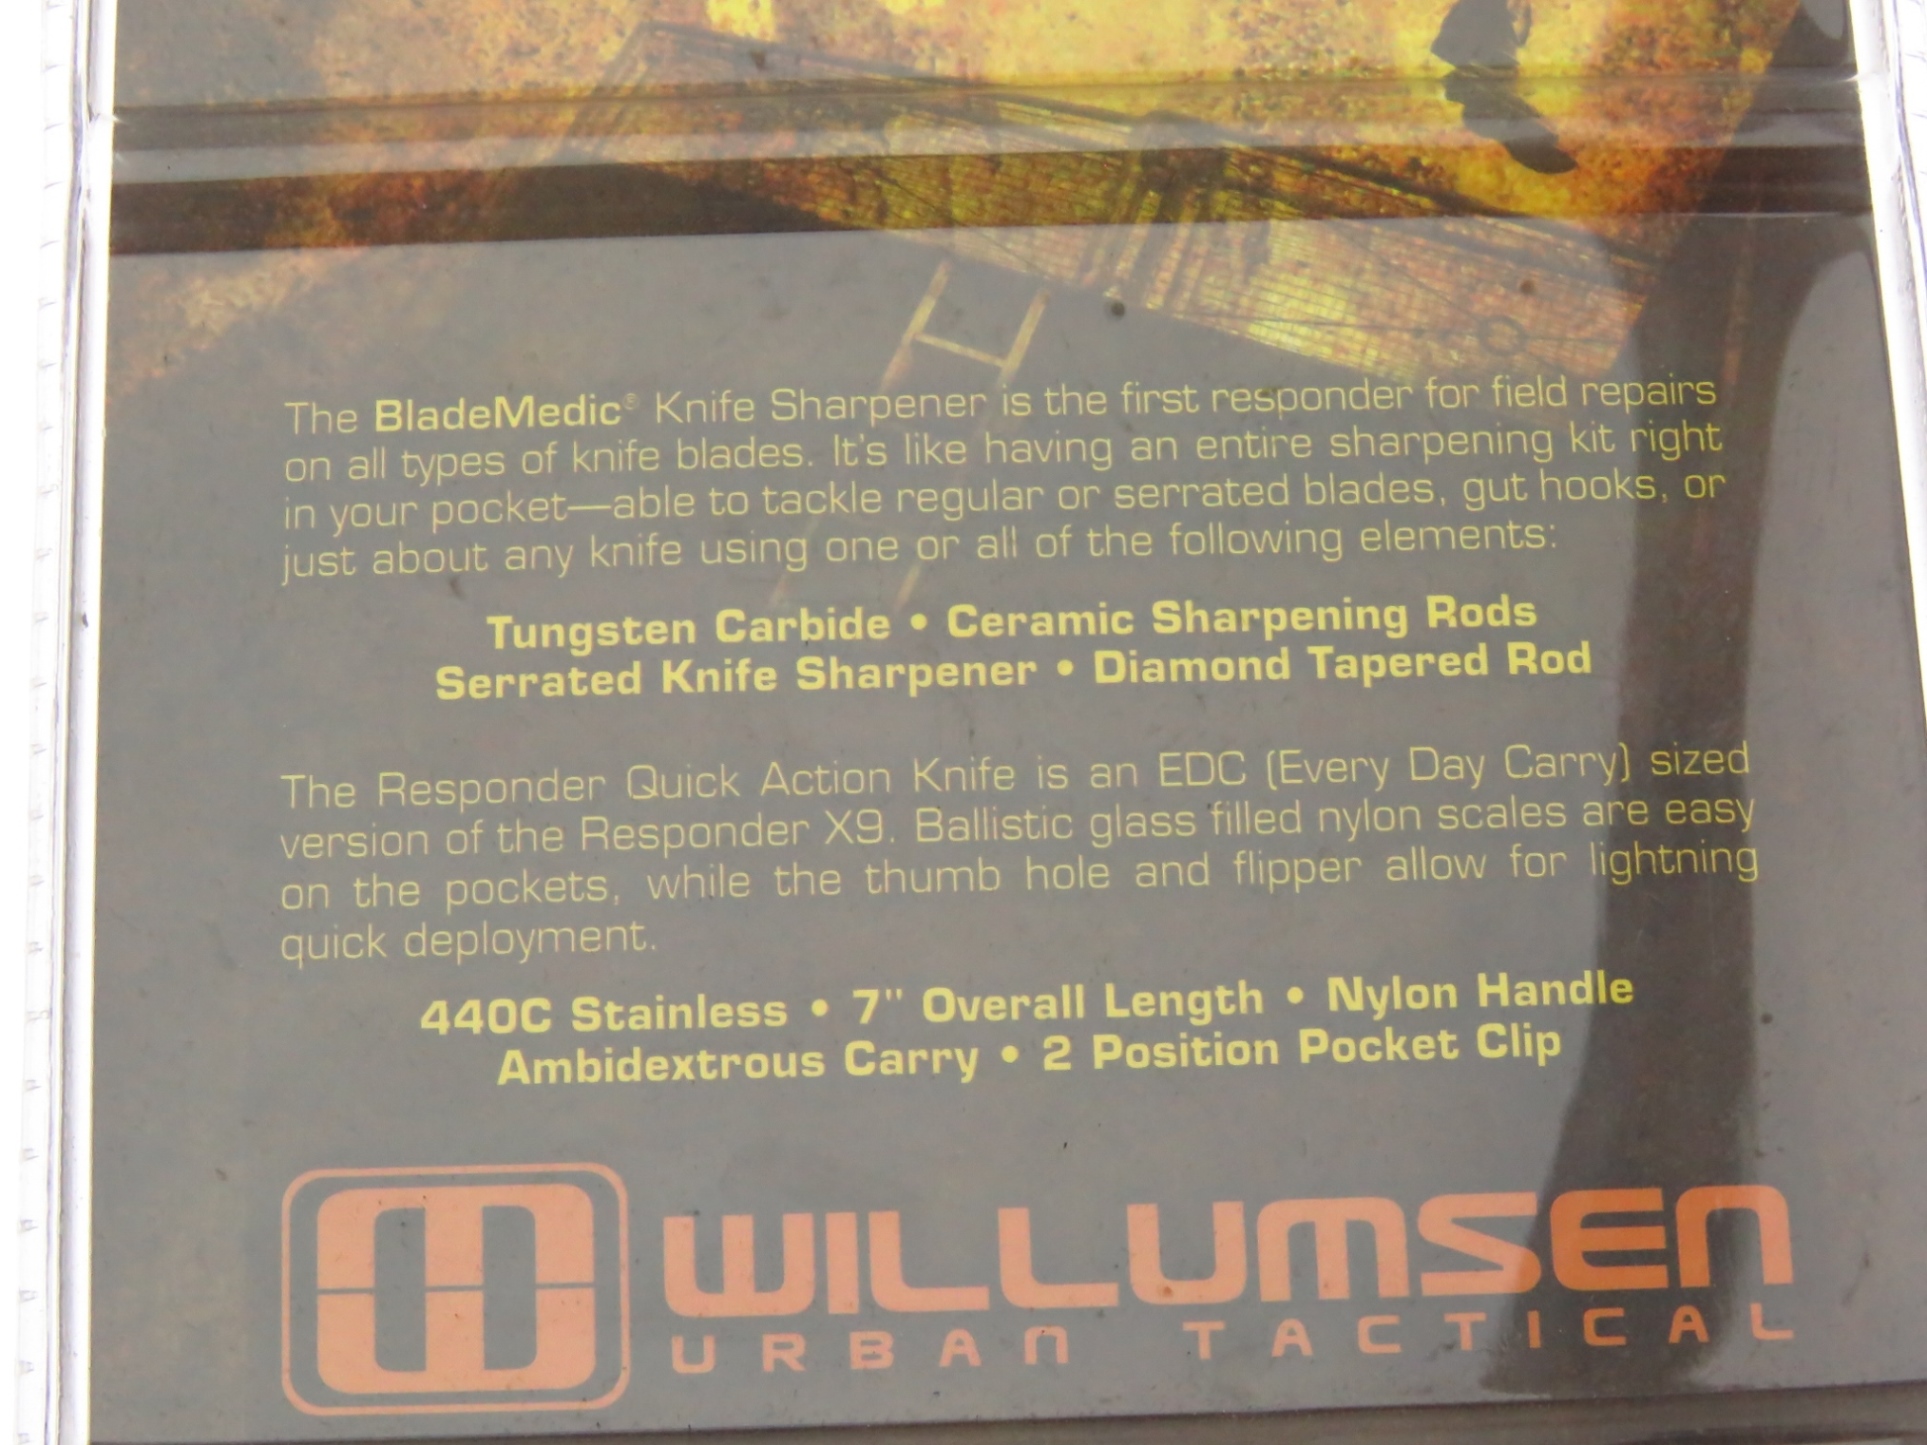 The BladeMedic® Knife Sharpener is the first responder for field repairs
on all types of knife blades. It's like having an entire sharpening kit right
in your pocket—able to tackle regular or serrated blades, gut hooks, or
just about any knife using one or all of the following elements:
Tungsten Carbide • Ceramic Sharpening Rods
Serrated Knife Sharpener • Diamond Tapered Rod
The Responder Quick Action Knife is an EDC (Every Day Carry) sized
version of the Responder X9. Ballistic glass filled nylon scales are easy
on the pockets, while the thumb hole and flipper allow for lightning
quick deployment.
440C Stainless • 7" Overall Length • Nylon Handle
Ambidextrous Carry • 2 Position Pocket Clip
WILLUMSEN
URBAN TACTICAL